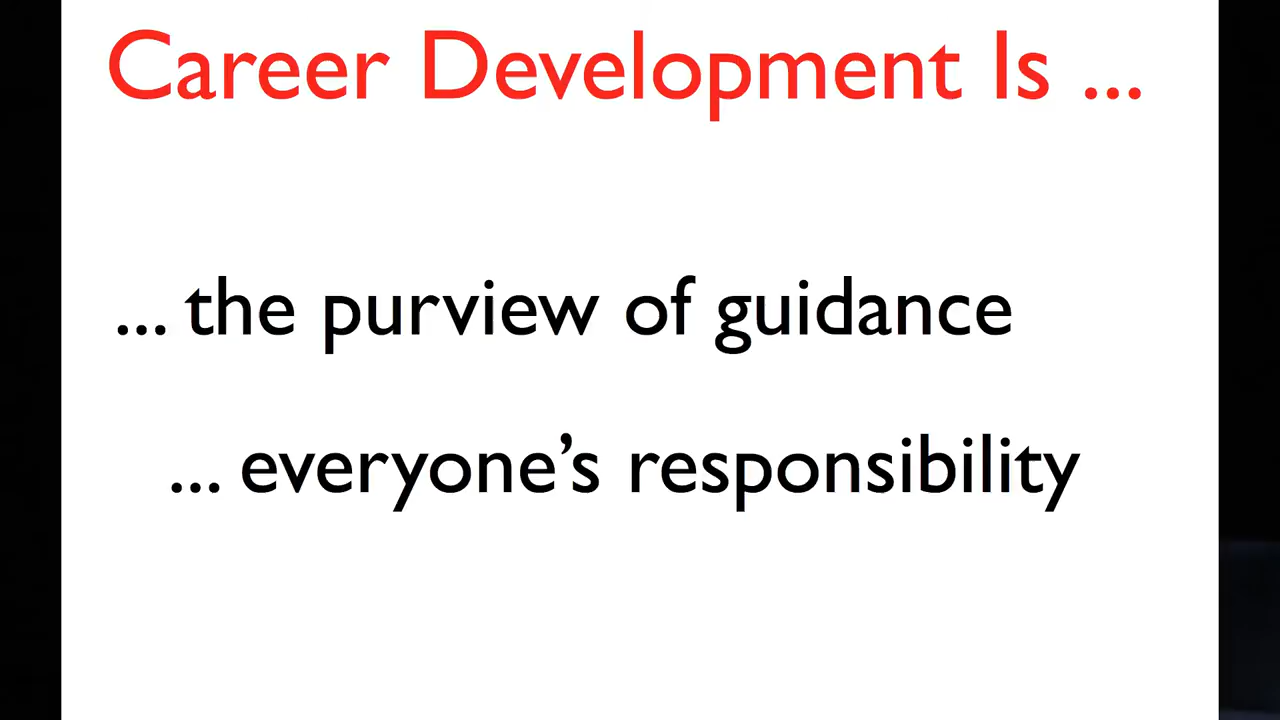 Career Development Is ...
... the purview of guidance
... everyone’s responsibility